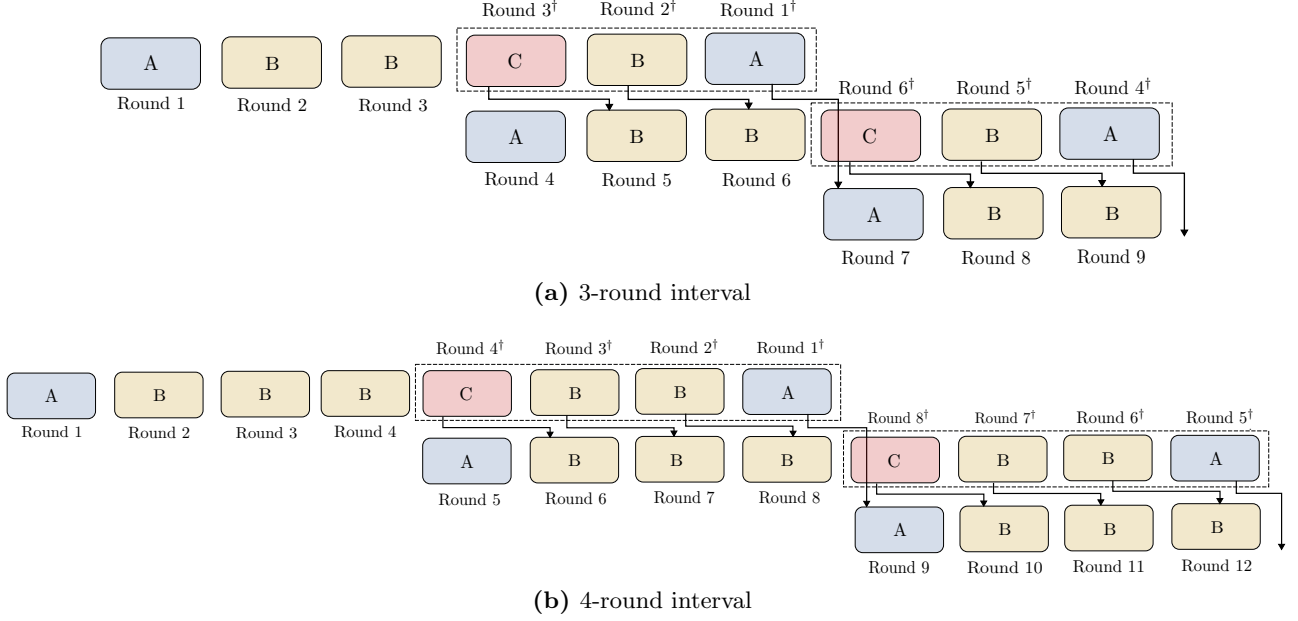 Round 3† Round 2† Round 1†
A B B C B A
Round 1 Round 2 Round 3
Round 6† Round 5† Round 4†
A B B C B A
Round 4 Round 5 Round 6
A B B
Round 7 Round 8 Round 9
(a) 3-round interval
Round 4† Round 3† Round 2† Round 1†
A B B B C B B A
Round 1 Round 2 Round 3 Round 4
Round 8† Round 7† Round 6† Round 5†
A B B B C B B A
Round 5 Round 6 Round 7 Round 8
A B B B
Round 9 Round 10 Round 11 Round 12
(b) 4-round interval